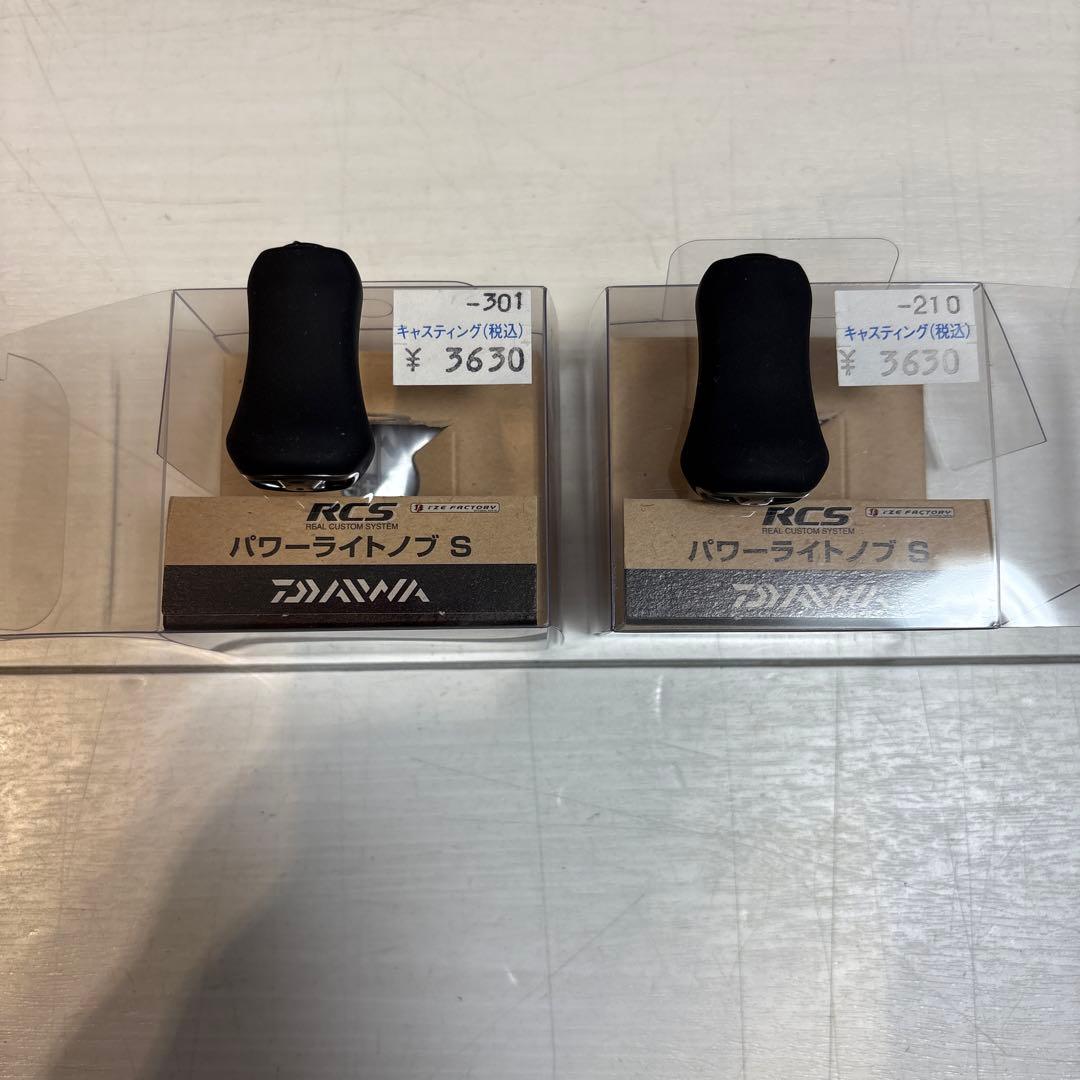 -301
キャスティング(税込)
¥ 3630
RCS
REAL CUSTOM SYSTEM
I'ZE FACTORY
パワーライトノブ S
DAIWA
-210
キャスティング(税込)
¥ 3630
RCS
REAL CUSTOM SYSTEM
I'ZE FACTORY
パワーライトノブ S
DAIWA